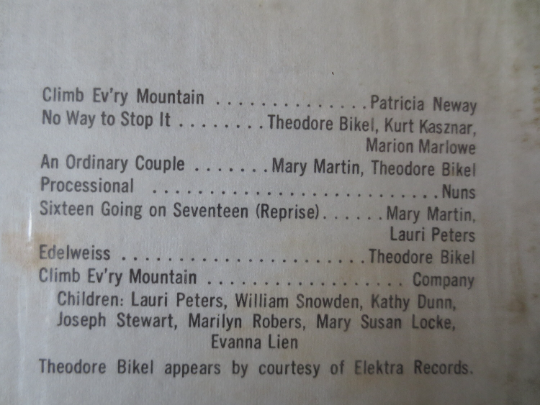 Climb Ev'ry Mountain . . . . . . . . . . . . . . Patricia Neway
No Way to Stop It . . . . . . . . Theodore Bikel, Kurt Kasznar,
Marion Marlowe
An Ordinary Couple . . . . . . . Mary Martin, Theodore Bikel
Processional . . . . . . . . . . . . . . . . . . . . . . . . . . . Nuns
Sixteen Going on Seventeen (Reprise) . . . . . . Mary Martin,
Lauri Peters
Edelweiss . . . . . . . . . . . . . . . . . . . . . . . Theodore Bikel
Climb Ev'ry Mountain . . . . . . . . . . . . . . . . . . Company
Children: Lauri Peters, William Snowden, Kathy Dunn,
Joseph Stewart, Marilyn Robers, Mary Susan Locke,
Evanna Lien
Theodore Bikel appears by courtesy of Elektra Records.